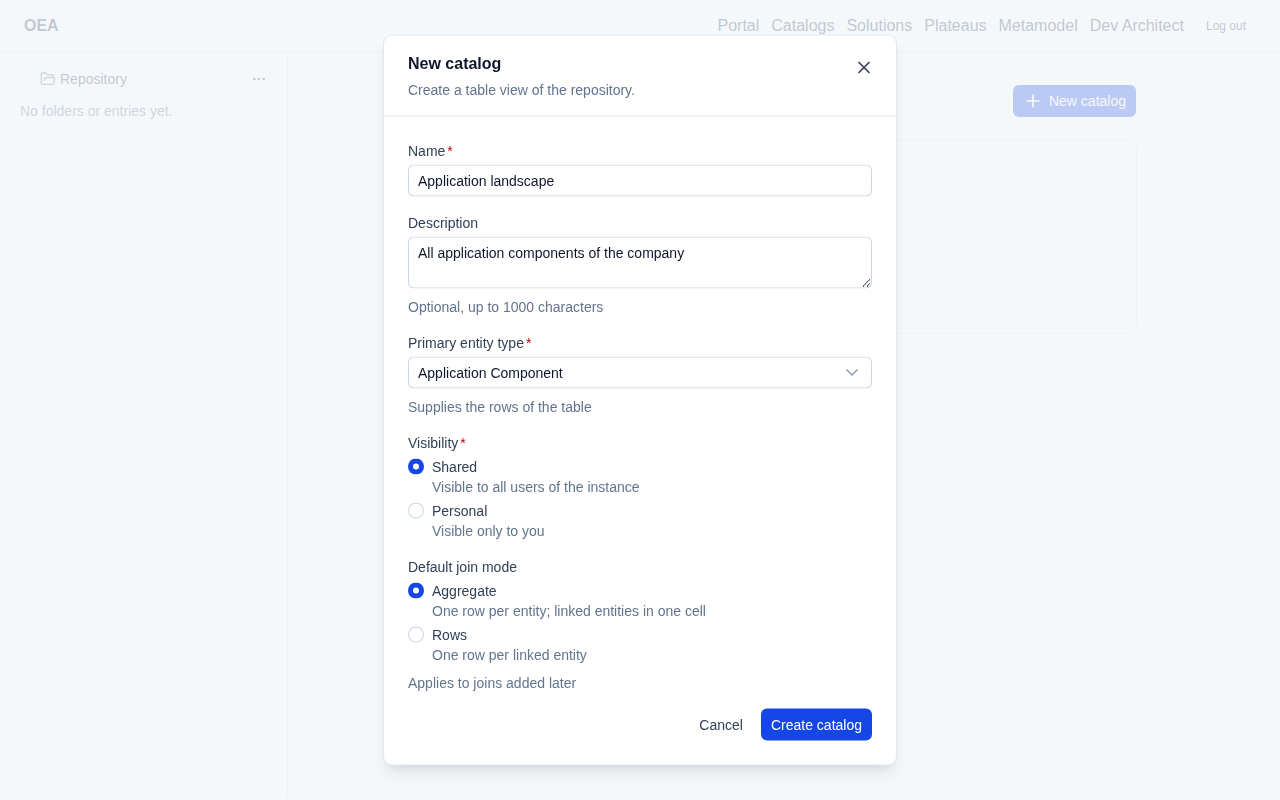 OEA
Portal Catalogs Solutions Plateaus Metamodel Dev Architect Log out
Repository
No folders or entries yet.
New catalog
New catalog
Create a table view of the repository.
Name*
Application landscape
Description
All application components of the company
Optional, up to 1000 characters
Primary entity type*
Application Component
Supplies the rows of the table
Visibility*
Shared
Visible to all users of the instance
Personal
Visible only to you
Default join mode
Aggregate
One row per entity; linked entities in one cell
Rows
One row per linked entity
Applies to joins added later
Cancel Create catalog